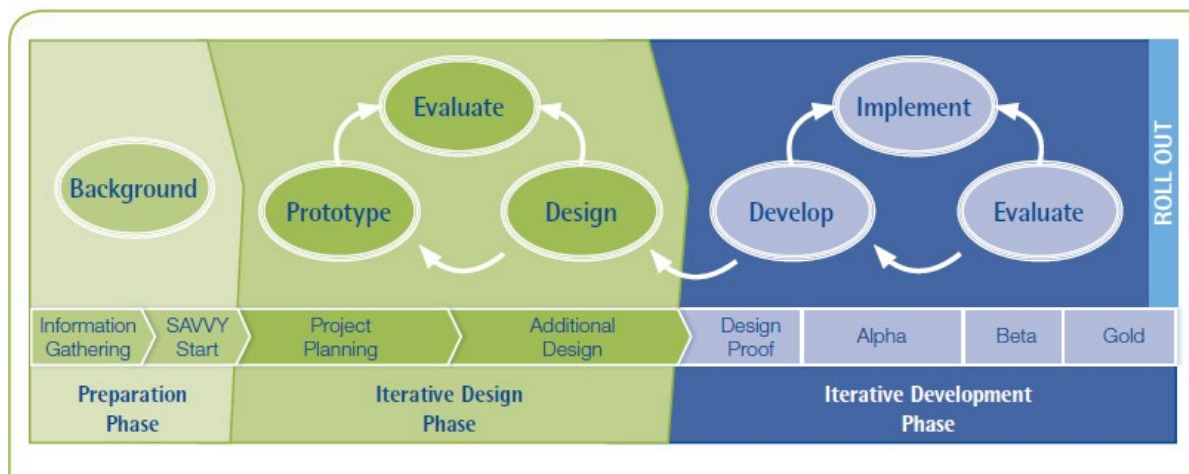 Background
Evaluate
Prototype
Design
Implement
Develop
Evaluate
ROLL OUT
Information
Gathering
SAVVY
Start
Project
Planning
Additional
Design
Design
Proof
Alpha
Beta
Gold
Preparation
Phase
Iterative Design
Phase
Iterative Development
Phase